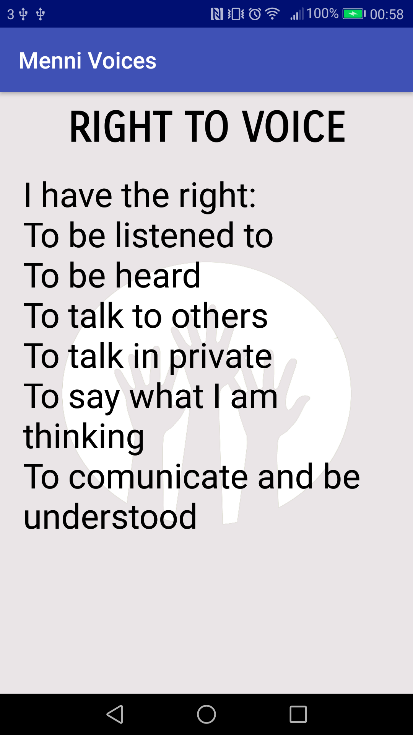 3 100% 00:58
Menni Voices
RIGHT TO VOICE
I have the right:
To be listened to
To be heard
To talk to others
To talk in private
To say what I am
thinking
To comunicate and be
understood